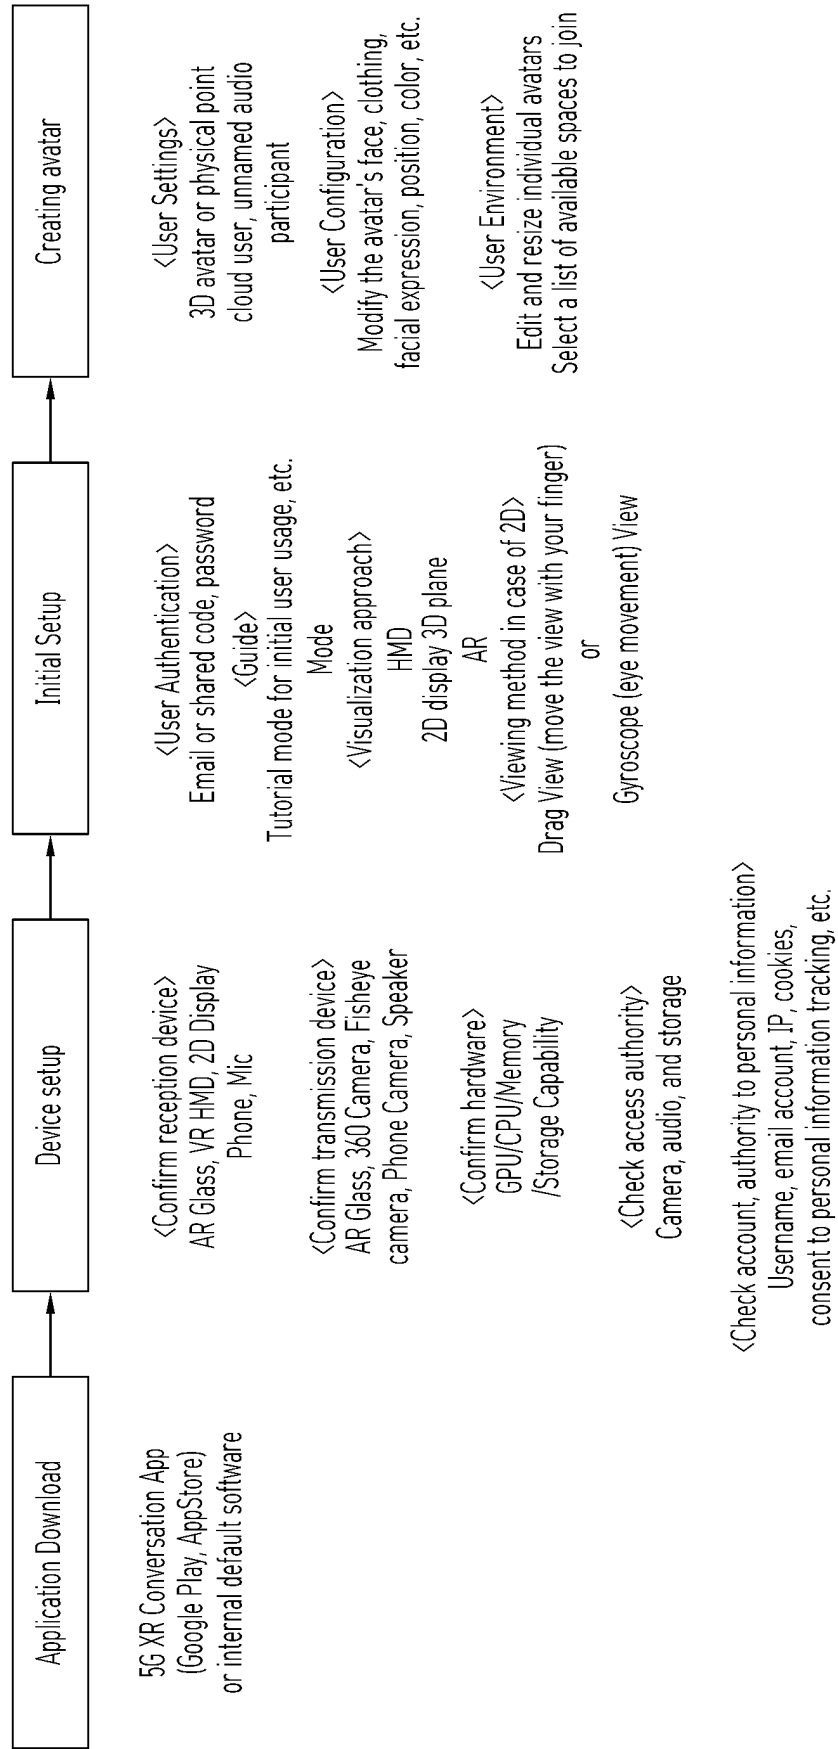 Application Download
5G XR Conversation App
(Google Play, AppStore)
or internal default software
Device setup
<Confirm reception device>
AR Glass, VR HMD, 2D Display
Phone, Mic
<Confirm transmission device>
AR Glass, 360 Camera, Fisheye
camera, Phone Camera, Speaker
<Confirm hardware>
GPU/CPU/Memory
/Storage Capability
<Check access authority>
Camera, audio, and storage
<Check account, authority to personal information>
Username, email account, IP, cookies,
consent to personal information tracking, etc.
Initial Setup
<User Authentication>
Email or shared code, password
<Guide>
Tutorial mode for initial user usage, etc.
Mode
<Visualization approach>
HMD
2D display 3D plane
AR
<Viewing method in case of 2D>
Drag View (move the view with your finger)
or
Gyroscope (eye movement) View
Creating avatar
<User Settings>
3D avatar or physical point
cloud user, unnamed audio
participant
<User Configuration>
Modify the avatar's face, clothing,
facial expression, position, color, etc.
<User Environment>
Edit and resize individual avatars
Select a list of available spaces to join